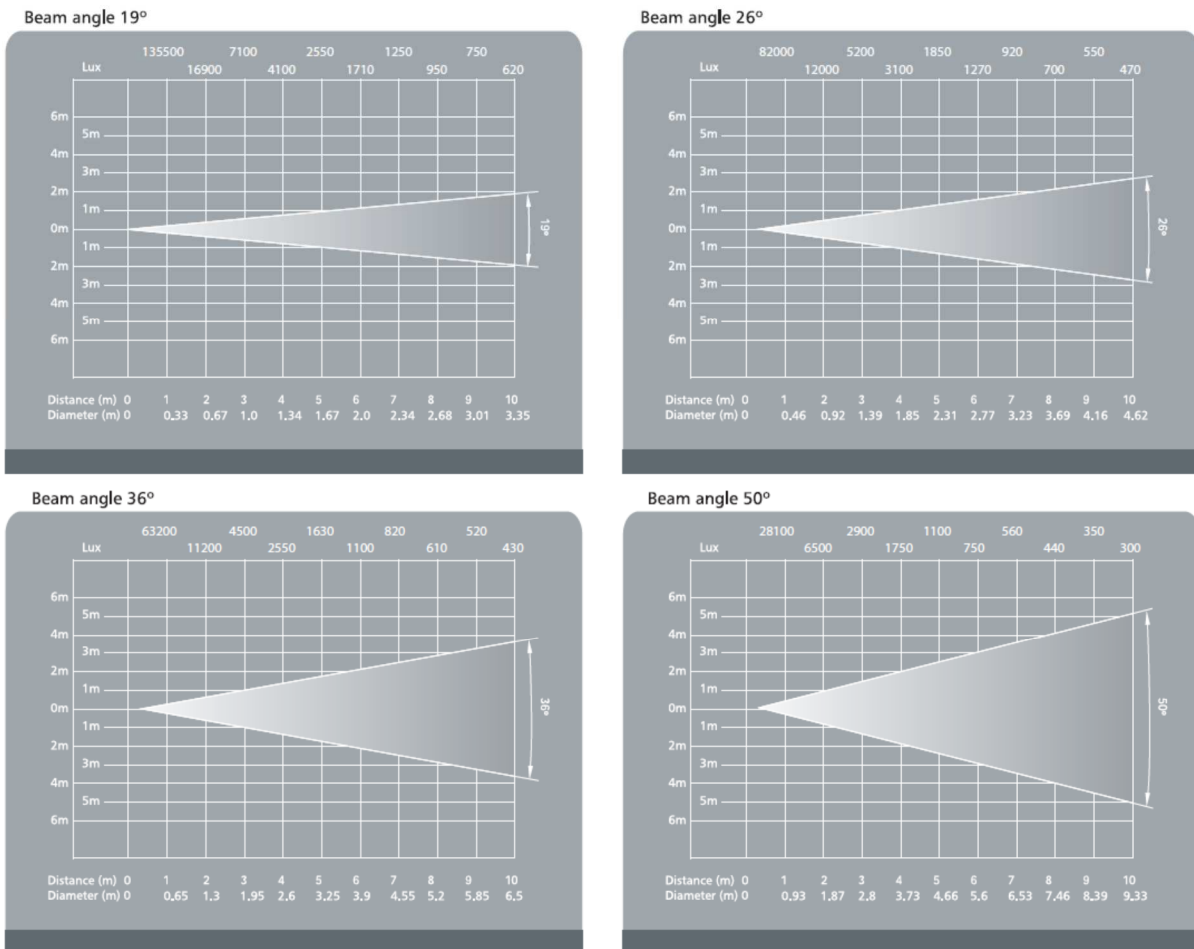 Beam angle 19º
135500 7100 2550 1250 750
Lux 16900 4100 1710 950 620
6m
5m
4m
3m
2m
1m
0m
1m
2m
3m
4m
5m
6m
19º
Distance (m) 0 1 2 3 4 5 6 7 8 9 10
Diameter (m) 0 0.33 0.67 1.0 1.34 1.67 2.0 2.34 2.68 3.01 3.35
Beam angle 26º
82000 5200 1850 920 550
Lux 12000 3100 1270 700 470
6m
5m
4m
3m
2m
1m
0m
1m
2m
3m
4m
5m
6m
26º
Distance (m) 0 1 2 3 4 5 6 7 8 9 10
Diameter (m) 0 0.46 0.92 1.39 1.85 2.31 2.77 3.23 3.69 4.16 4.62
Beam angle 36º
63200 4500 1630 820 520
Lux 11200 2550 1100 610 430
6m
5m
4m
3m
2m
1m
0m
1m
2m
3m
4m
5m
6m
36º
Distance (m) 0 1 2 3 4 5 6 7 8 9 10
Diameter (m) 0 0.65 1.3 1.95 2.6 3.25 3.9 4.55 5.2 5.85 6.5
Beam angle 50º
28100 2900 1100 560 350
Lux 6500 1750 750 440 300
6m
5m
4m
3m
2m
1m
0m
1m
2m
3m
4m
5m
6m
50º
Distance (m) 0 1 2 3 4 5 6 7 8 9 10
Diameter (m) 0 0.93 1.87 2.8 3.73 4.66 5.6 6.53 7.46 8.39 9.33